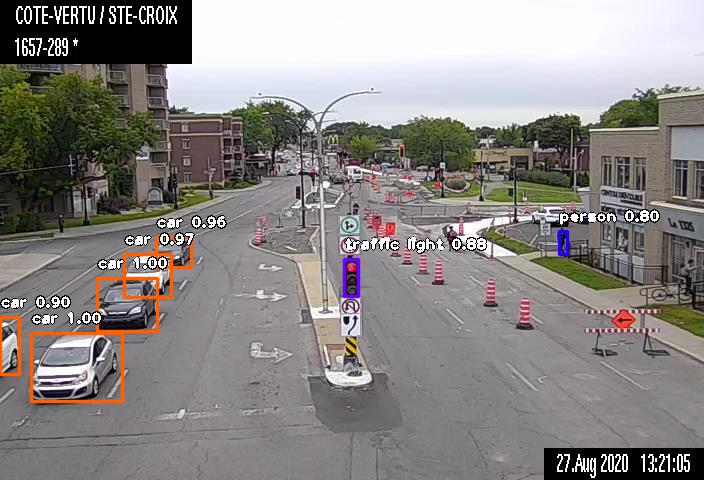 COTE-VERTU / STE-CROIX
1657-289 *
car 0.96
car 0.97
car 1.00
car 0.90
car 1.00
person 0.80
traffic light 0.88
27.Aug 2020 13:21:05